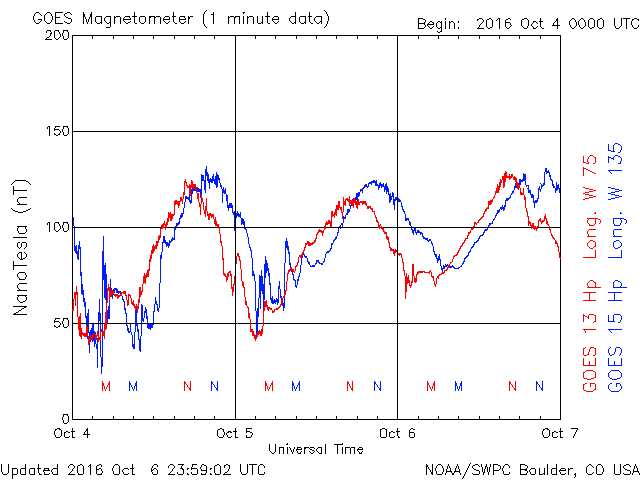 GOES Magnetometer (1 minute data)
Begin: 2016 Oct 4 0000 UTC
200
150
100
50
0
NanoTesla (nT)
M M N N M M N N M M N N
Oct 4 Oct 5 Oct 6 Oct 7
Universal Time
GOES 13 Hp Long. W 75
GOES 15 Hp Long. W 135
Updated 2016 Oct 6 23:59:02 UTC
NOAA/SWPC Boulder, CO USA